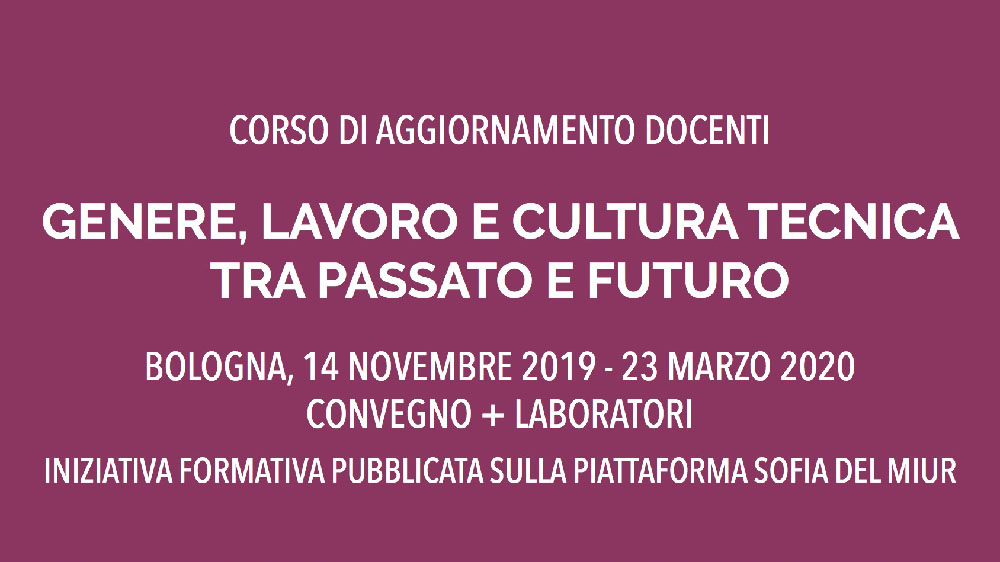 CORSO DI AGGIORNAMENTO DOCENTI
GENERE, LAVORO E CULTURA TECNICA
TRA PASSATO E FUTURO
BOLOGNA, 14 NOVEMBRE 2019 - 23 MARZO 2020
CONVEGNO + LABORATORI
INIZIATIVA FORMATIVA PUBBLICATA SULLA PIATTAFORMA SOFIA DEL MIUR